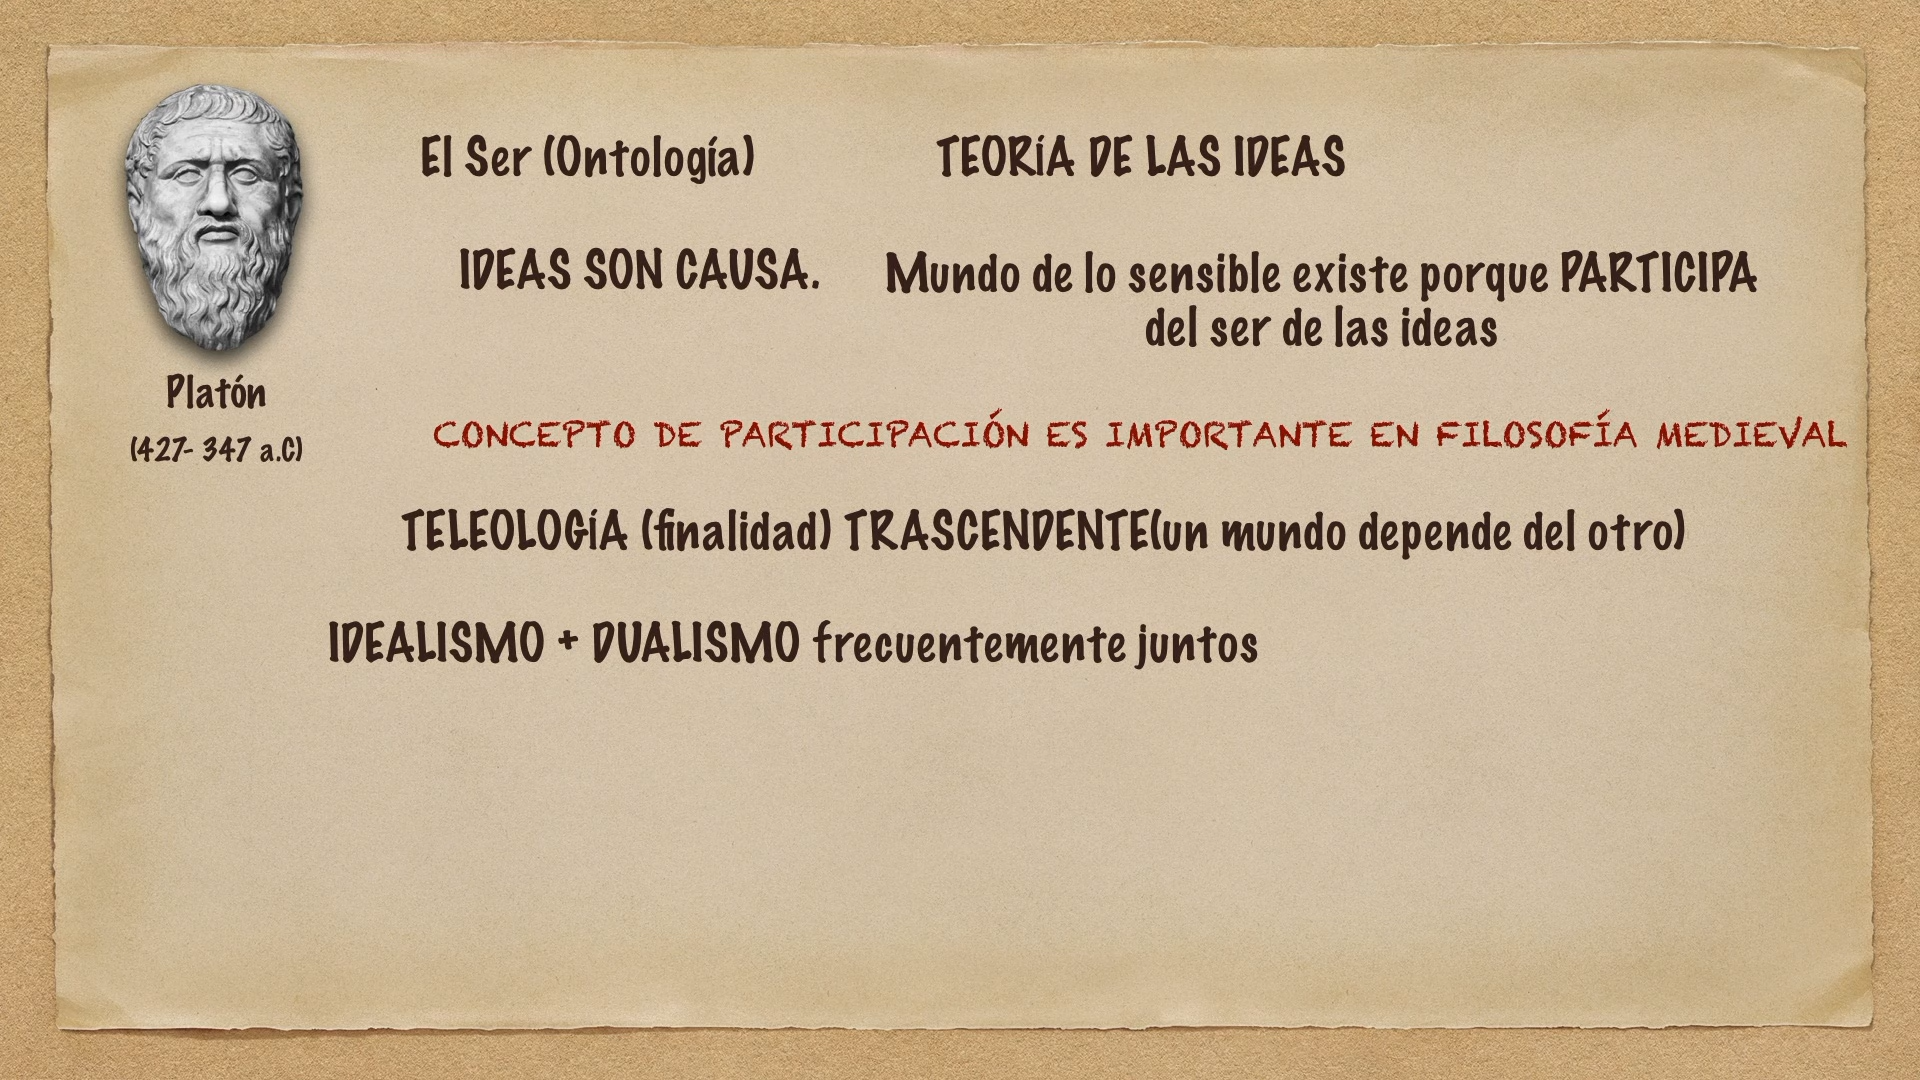 El Ser (Ontología)
TEORÍA DE LAS IDEAS
IDEAS SON CAUSA.
Mundo de lo sensible existe porque PARTICIPA
del ser de las ideas
Platón
(427- 347 a.C)
CONCEPTO DE PARTICIPACIÓN ES IMPORTANTE EN FILOSOFÍA MEDIEVAL
TELEOLOGÍA (finalidad) TRASCENDENTE(un mundo depende del otro)
IDEALISMO + DUALISMO frecuentemente juntos